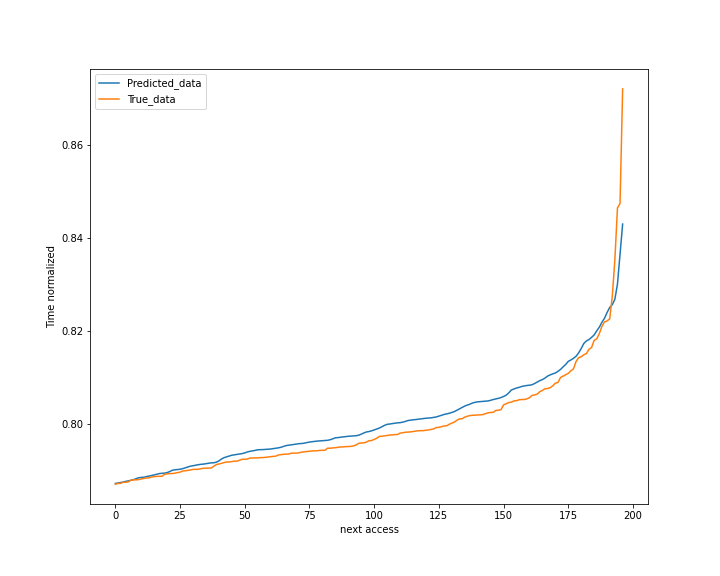 Predicted_data
True_data
0.86
0.84
0.82
0.80
Time normalized
0 25 50 75 100 125 150 175 200
next access